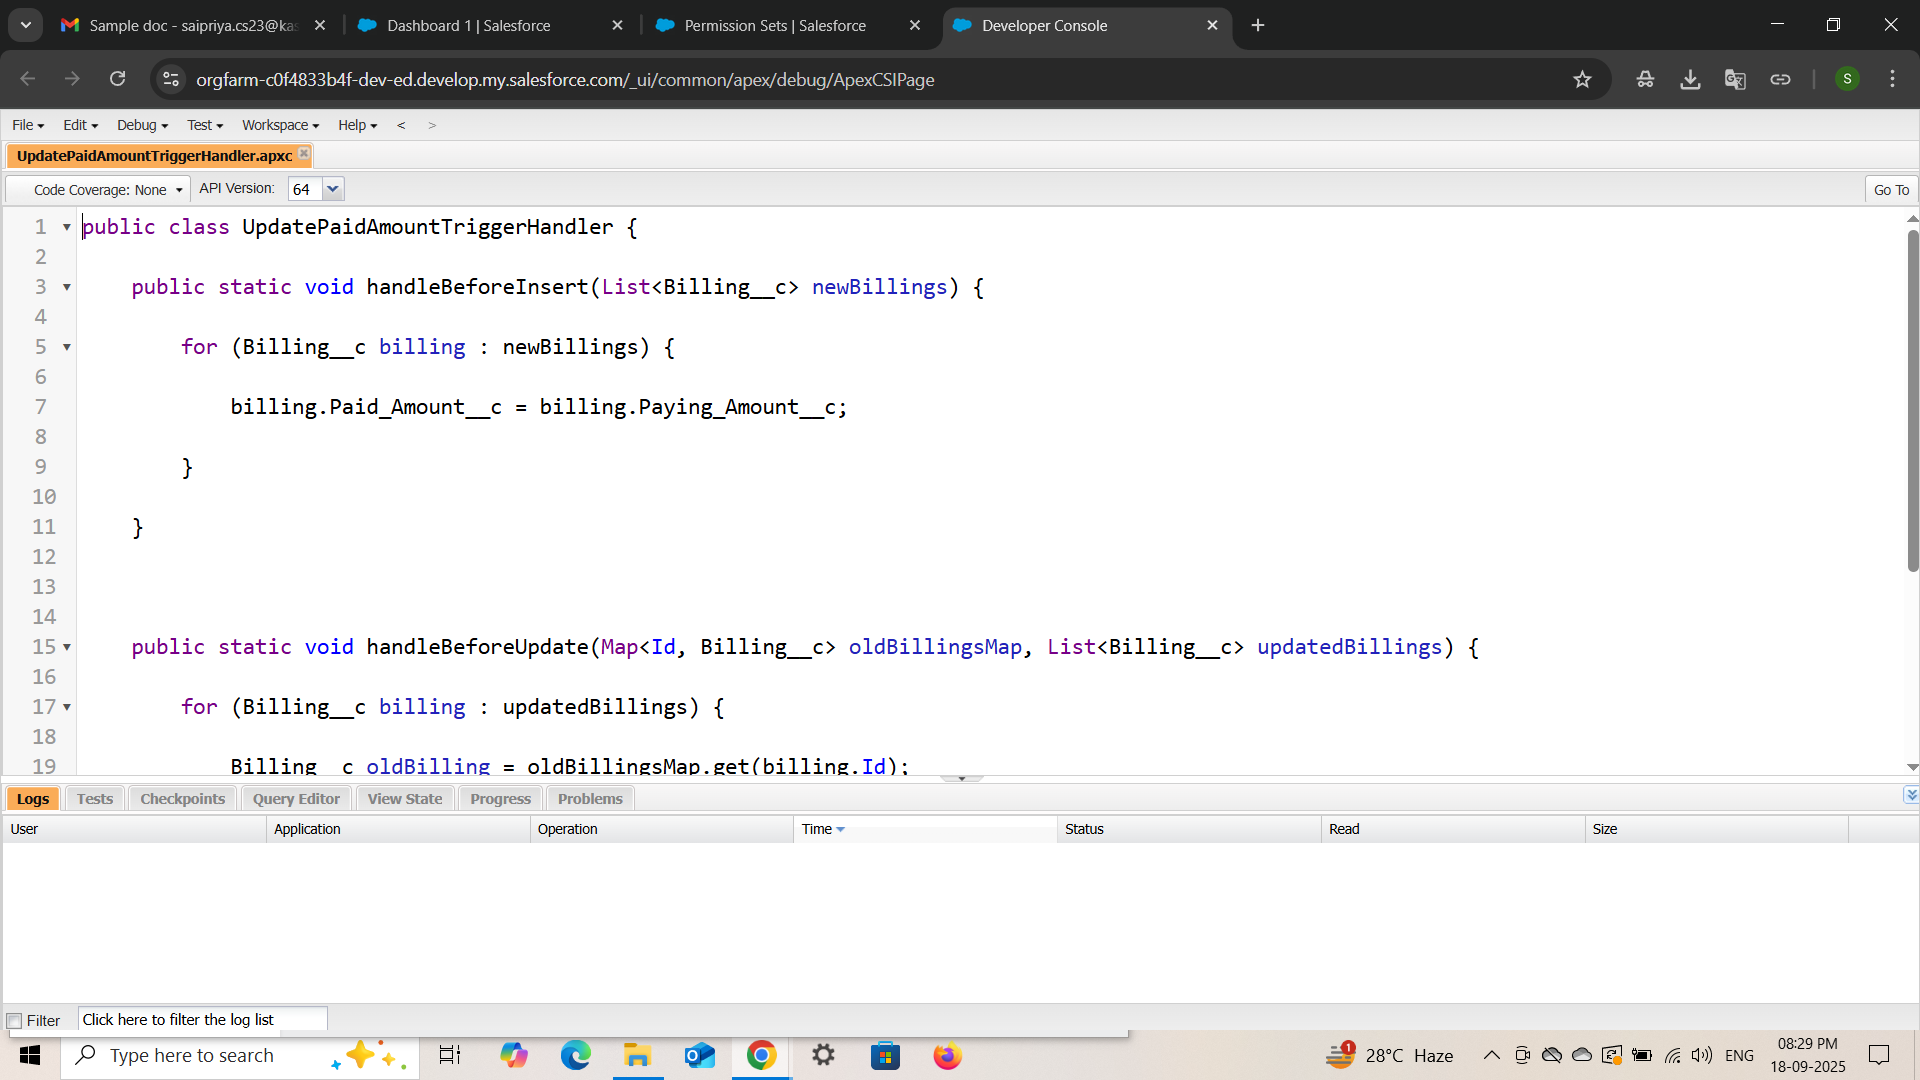 Sample doc - saipriya.cs23@kas
Dashboard 1 | Salesforce
Permission Sets | Salesforce
Developer Console
orgfarm-c0f4833b4f-dev-ed.develop.my.salesforce.com/_ui/common/apex/debug/ApexCSIPage
S
File Edit Debug Test Workspace Help < >
UpdatePaidAmountTriggerHandler.apxc
Code Coverage: None API Version: 64 Go To
1 public class UpdatePaidAmountTriggerHandler {
2
3 public static void handleBeforeInsert(List<Billing__c> newBillings) {
4
5 for (Billing__c billing : newBillings) {
6
7 billing.Paid_Amount__c = billing.Paying_Amount__c;
8
9 }
10
11 }
12
13
14
15 public static void handleBeforeUpdate(Map<Id, Billing__c> oldBillingsMap, List<Billing__c> updatedBillings) {
16
17 for (Billing__c billing : updatedBillings) {
18
19 Billing__c oldBilling = oldBillingsMap.get(billing.Id);
Logs Tests Checkpoints Query Editor View State Progress Problems
User Application Operation Time Status Read Size
Filter Click here to filter the log list
Type here to search
1
28°C Haze
ENG
08:29 PM
18-09-2025